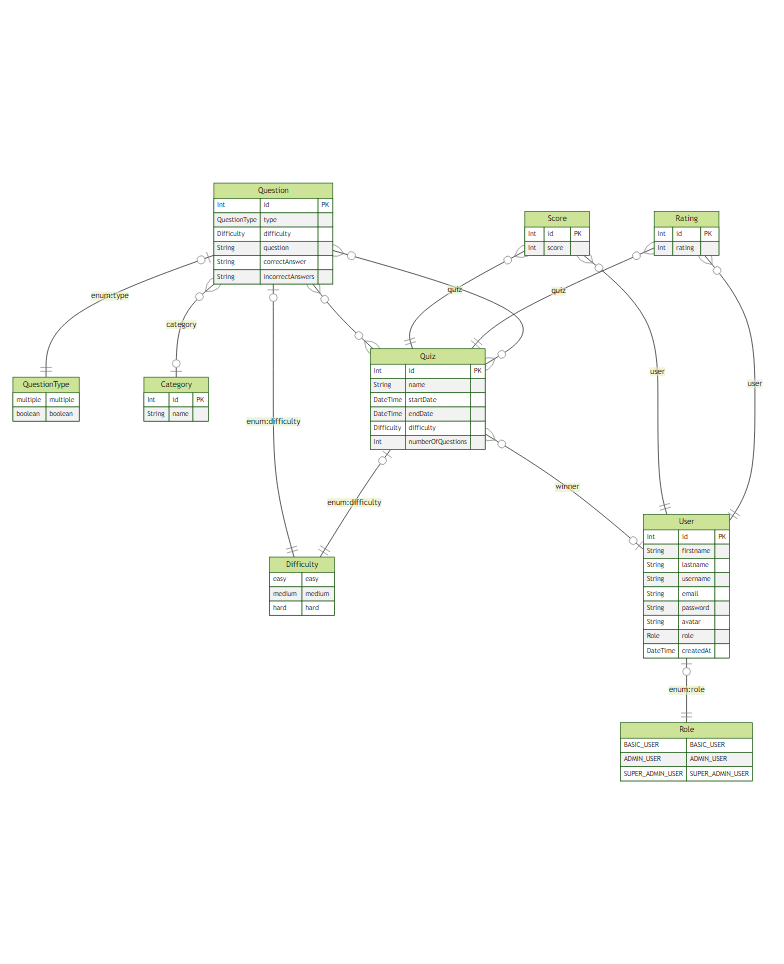 Question
Int id PK
QuestionType type
Difficulty difficulty
String question
String correctAnswer
String incorrectAnswers
Score
Int id PK
Int score
Rating
Int id PK
Int rating
enum:type
category
quiz
quiz
Quiz
Int id PK
String name
DateTime startDate
DateTime endDate
Difficulty difficulty
Int numberOfQuestions
QuestionType
multiple multiple
boolean boolean
Category
Int id PK
String name
user
user
enum:difficulty
winner
enum:difficulty
User
Int id PK
String firstname
String lastname
String username
String email
String password
String avatar
Role role
DateTime createdAt
Difficulty
easy easy
medium medium
hard hard
enum:role
Role
BASIC_USER BASIC_USER
ADMIN_USER ADMIN_USER
SUPER_ADMIN_USER SUPER_ADMIN_USER